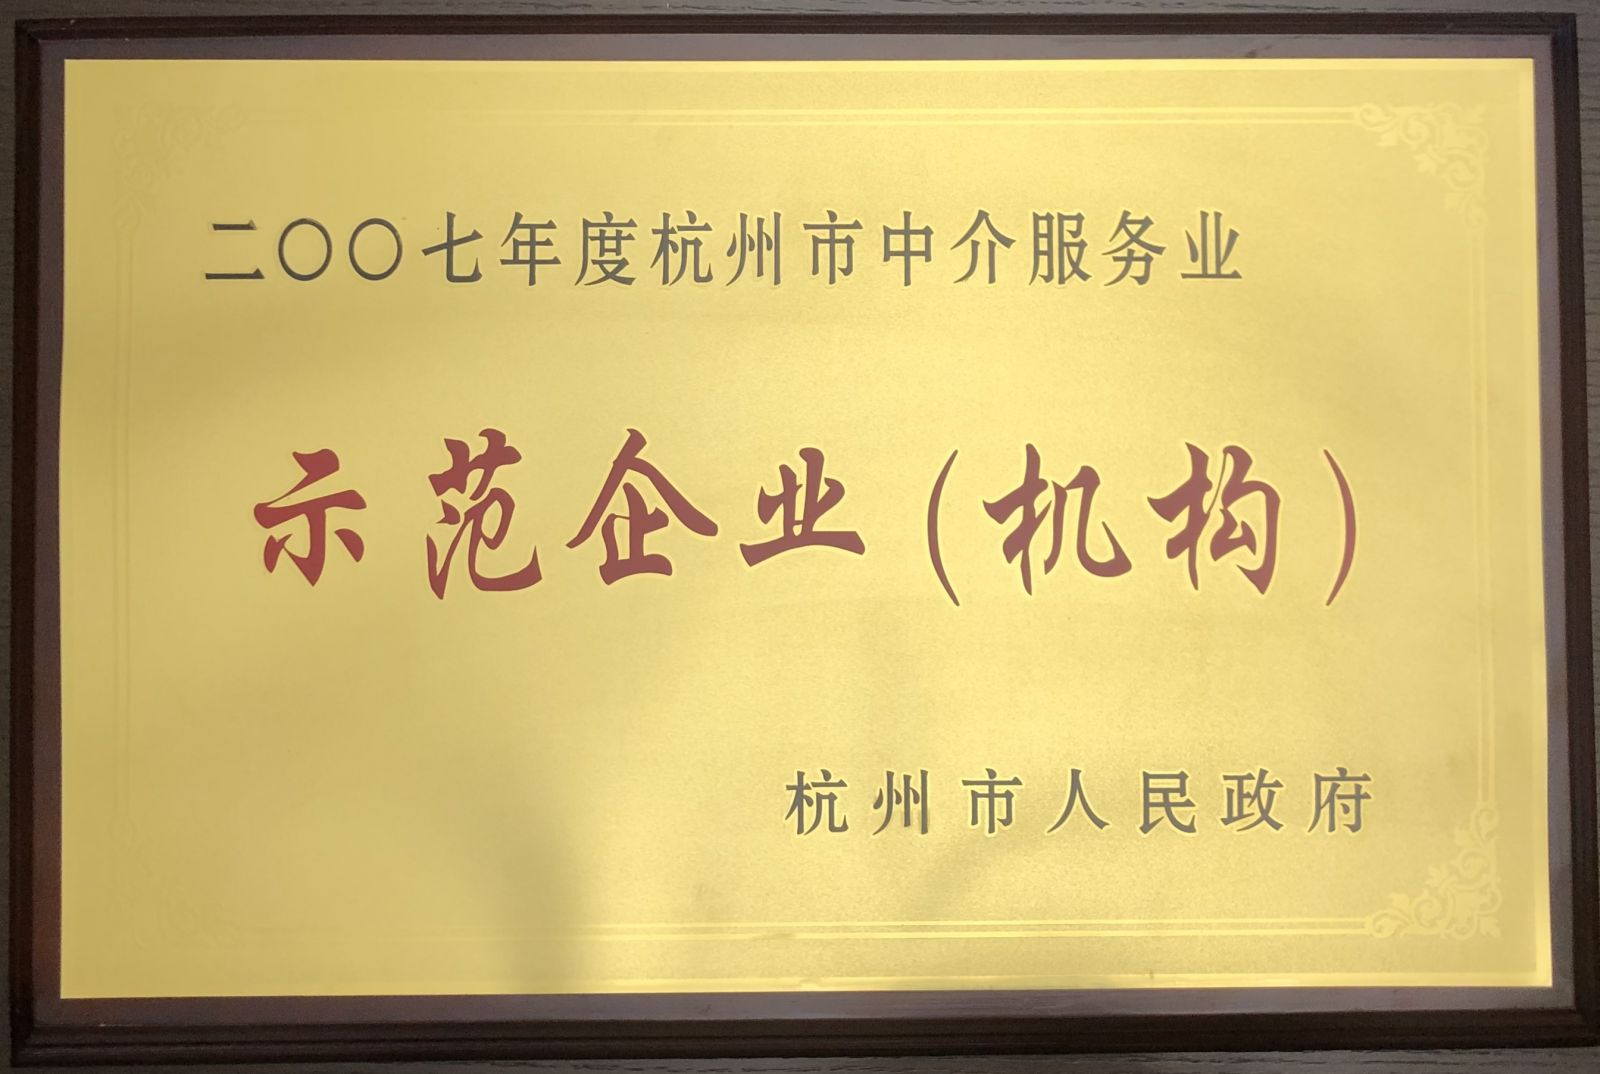 二〇〇七年度杭州市中介服务业
示范企业（机构）
杭州市人民政府